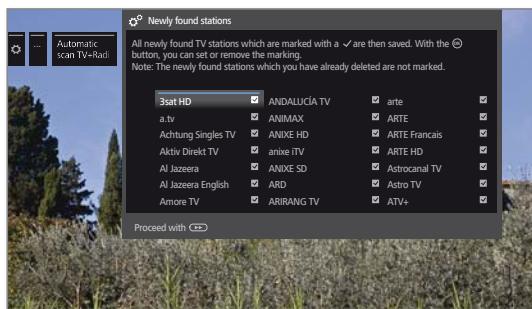 Newly found stations
...
Automatic
scan TV+Radi
All newly found TV stations which are marked with a ✓ are then saved. With the OK
button, you can set or remove the marking.
Note: The newly found stations which you have already deleted are not marked.
3sat HD ANDALUCÍA TV arte
a.tv ANIMAX ARTE
Achtung Singles TV ANIXE HD ARTE Francais
Aktiv Direkt TV anixe iTV ARTE HD
Al Jazeera ANIXE SD Astrocanal TV
Al Jazeera English ARD Astro TV
Amore TV ARIRANG TV ATV+
Proceed with